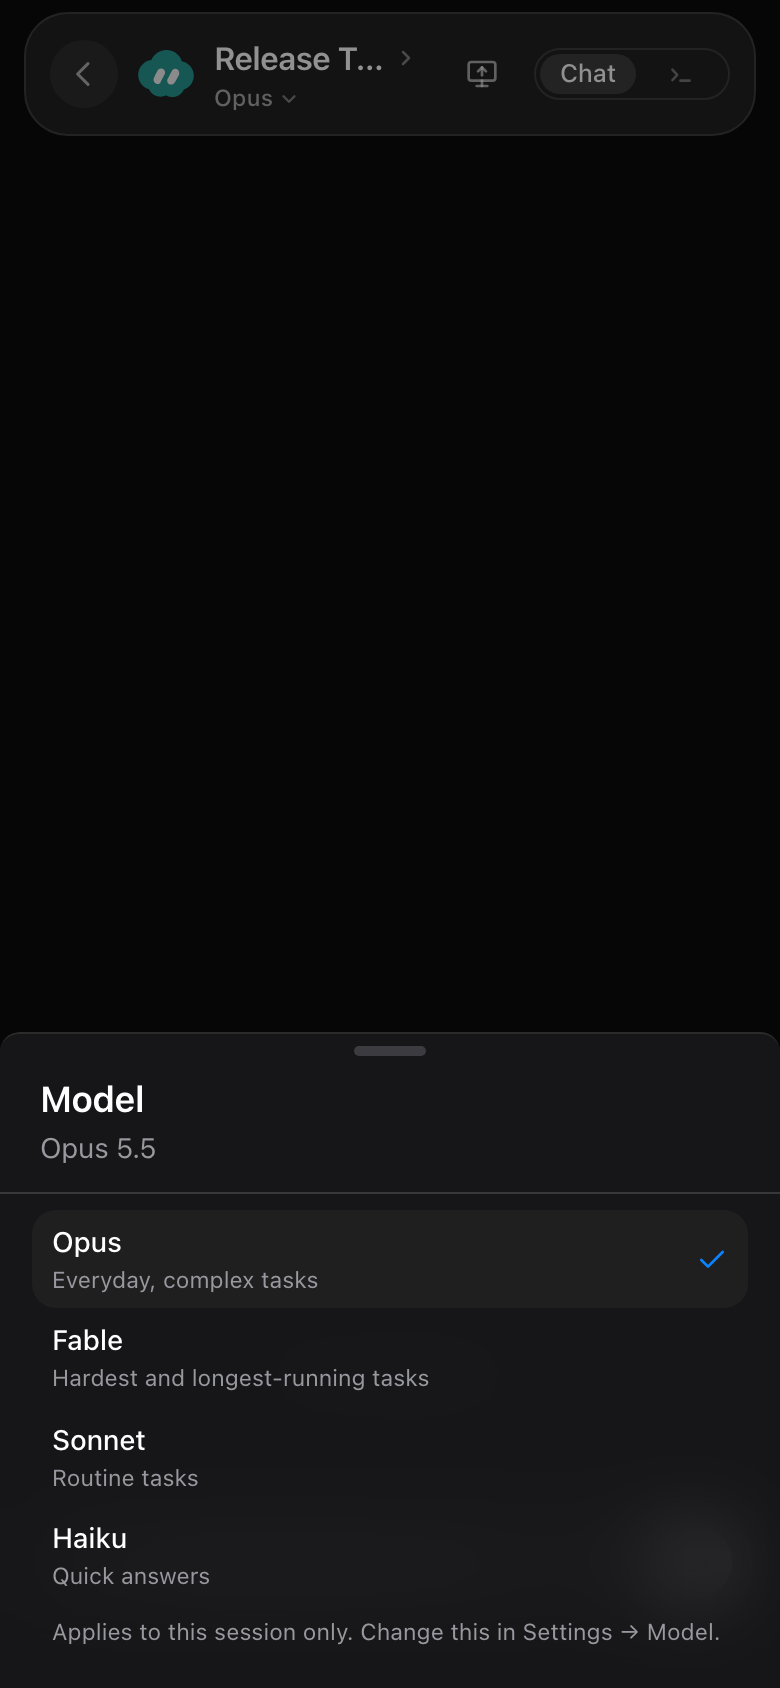 Release T...
Opus
Chat
Model
Opus 5.5
Opus
Everyday, complex tasks
Fable
Hardest and longest-running tasks
Sonnet
Routine tasks
Haiku
Quick answers
Applies to this session only. Change this in Settings → Model.